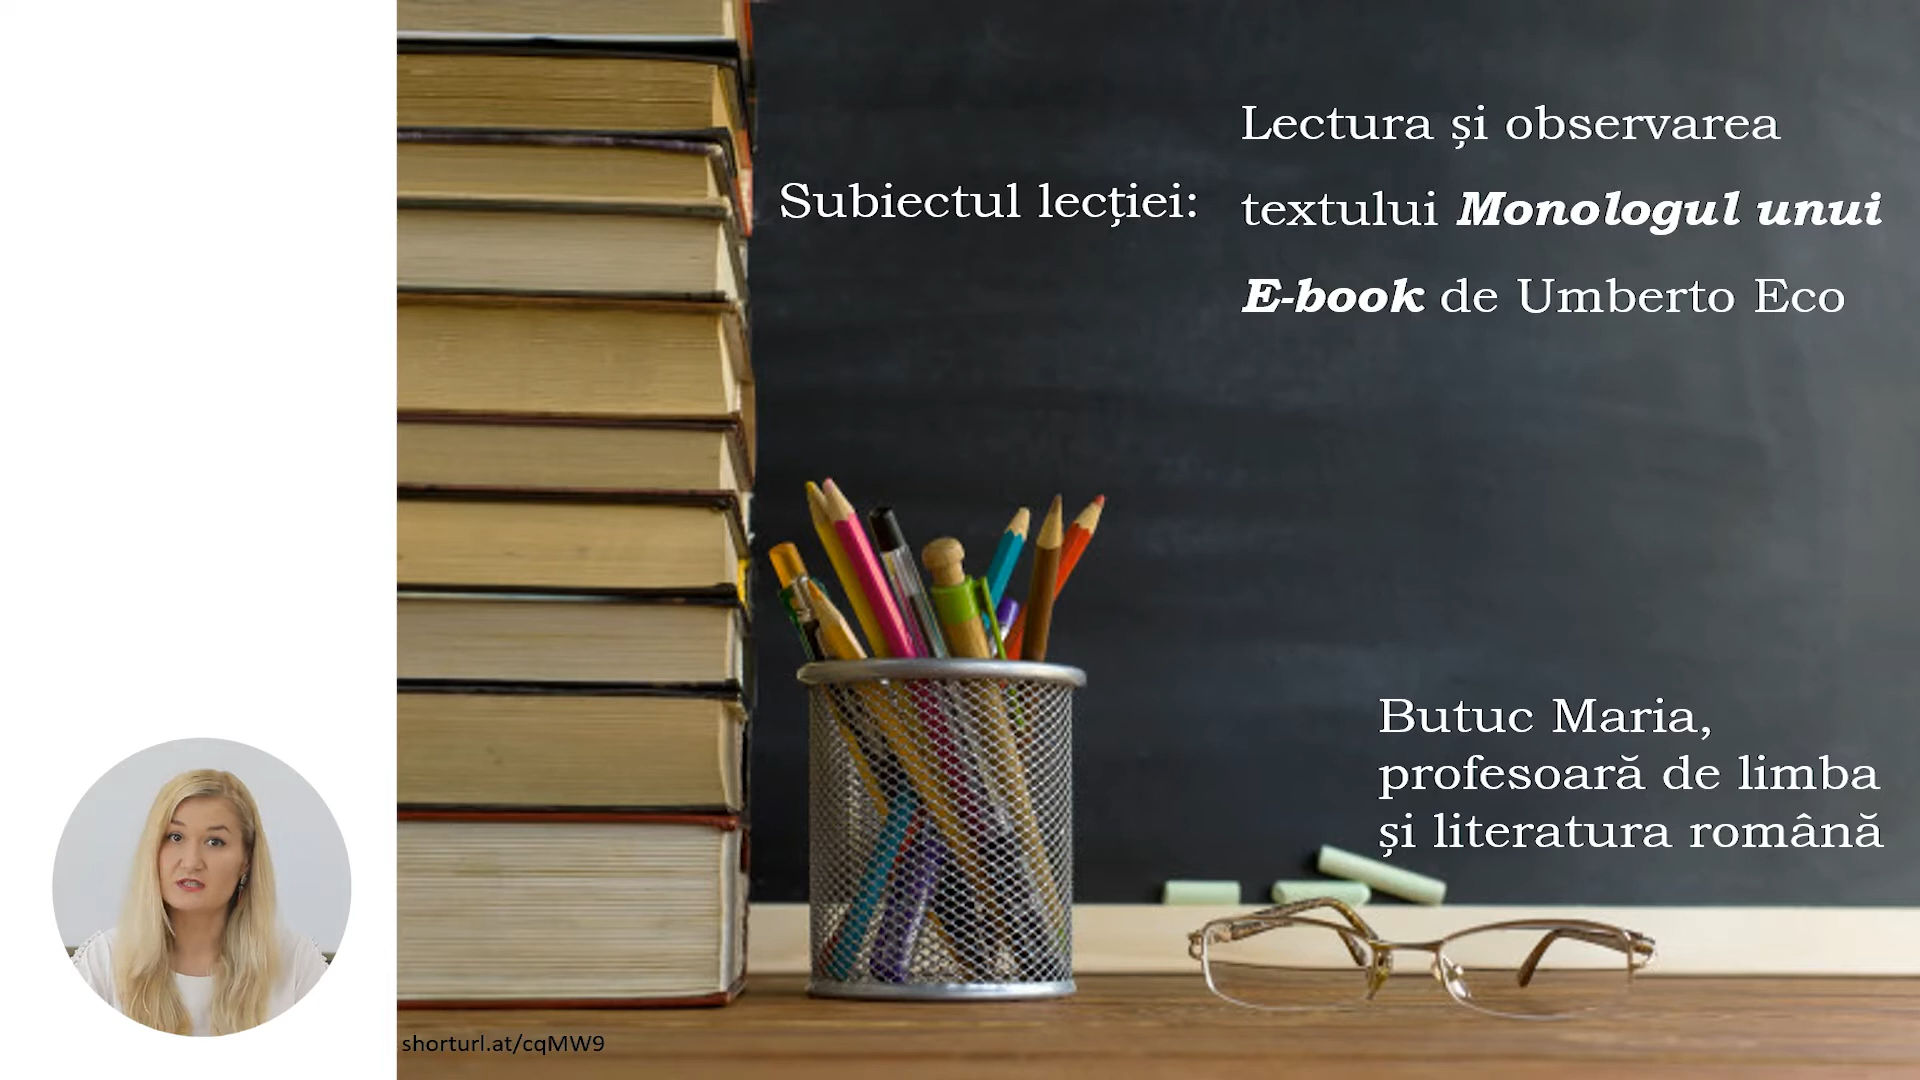 Subiectul lecției:
Lectura și observarea
textului Monologul unui
E-book de Umberto Eco
Butuc Maria,
profesoară de limba
și literatura română
shorturl.at/cqMW9